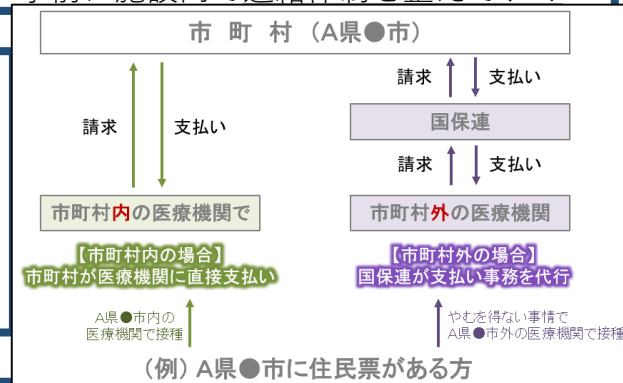 市 町 村 （A県●市）
請求 支払い
国保連
請求 支払い
請求 支払い
市町村内の医療機関で
市町村外の医療機関
【市町村内の場合】
市町村が医療機関に直接支払い
【市町村外の場合】
国保連が支払い事務を代行
A県●市内の
医療機関で接種
やむを得ない事情で
A県●市外の医療機関で接種
（例）A県●市に住民票がある方